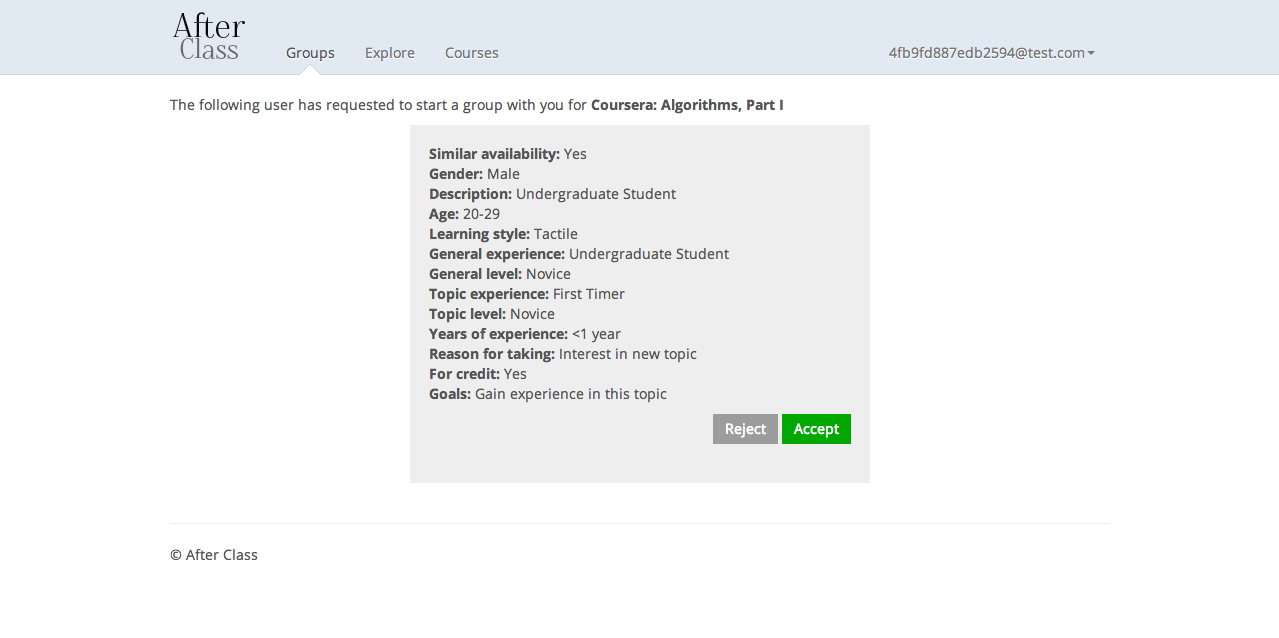 After
Class
Groups Explore Courses 4fb9fd887edb2594@test.com
The following user has requested to start a group with you for Coursera: Algorithms, Part I
Similar availability: Yes
Gender: Male
Description: Undergraduate Student
Age: 20-29
Learning style: Tactile
General experience: Undergraduate Student
General level: Novice
Topic experience: First Timer
Topic level: Novice
Years of experience: <1 year
Reason for taking: Interest in new topic
For credit: Yes
Goals: Gain experience in this topic
Reject Accept
© After Class